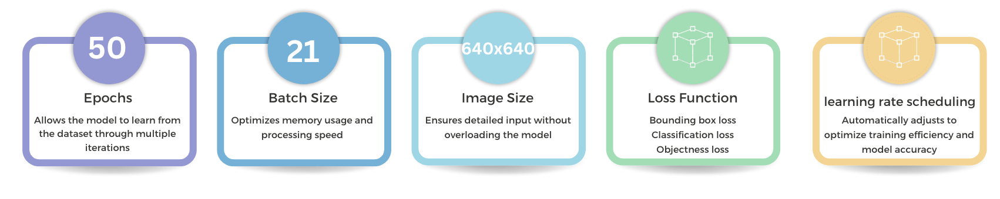 50
Epochs
Allows the model to learn from
the dataset through multiple
iterations
21
Batch Size
Optimizes memory usage and
processing speed
640x640
Image Size
Ensures detailed input without
overloading the model
Loss Function
Bounding box loss
Classification loss
Objectness loss
learning rate scheduling
Automatically adjusts to
optimize training efficiency and
model accuracy